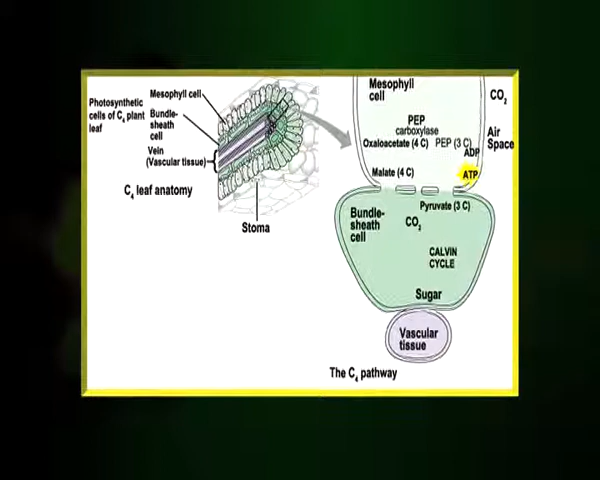 Photosynthetic
cells of C4 plant
leaf
Mesophyll cell
Bundle-
sheath
cell
Vein
(Vascular tissue)
C4 leaf anatomy
Stoma
Mesophyll
cell
CO2
PEP
carboxylase
Oxaloacetate (4 C) PEP (3 C)
ADP
Air
Space
Malate (4 C)
ATP
Pyruvate (3 C)
Bundle-
sheath
cell
CO2
CALVIN
CYCLE
Sugar
Vascular
tissue
The C4 pathway